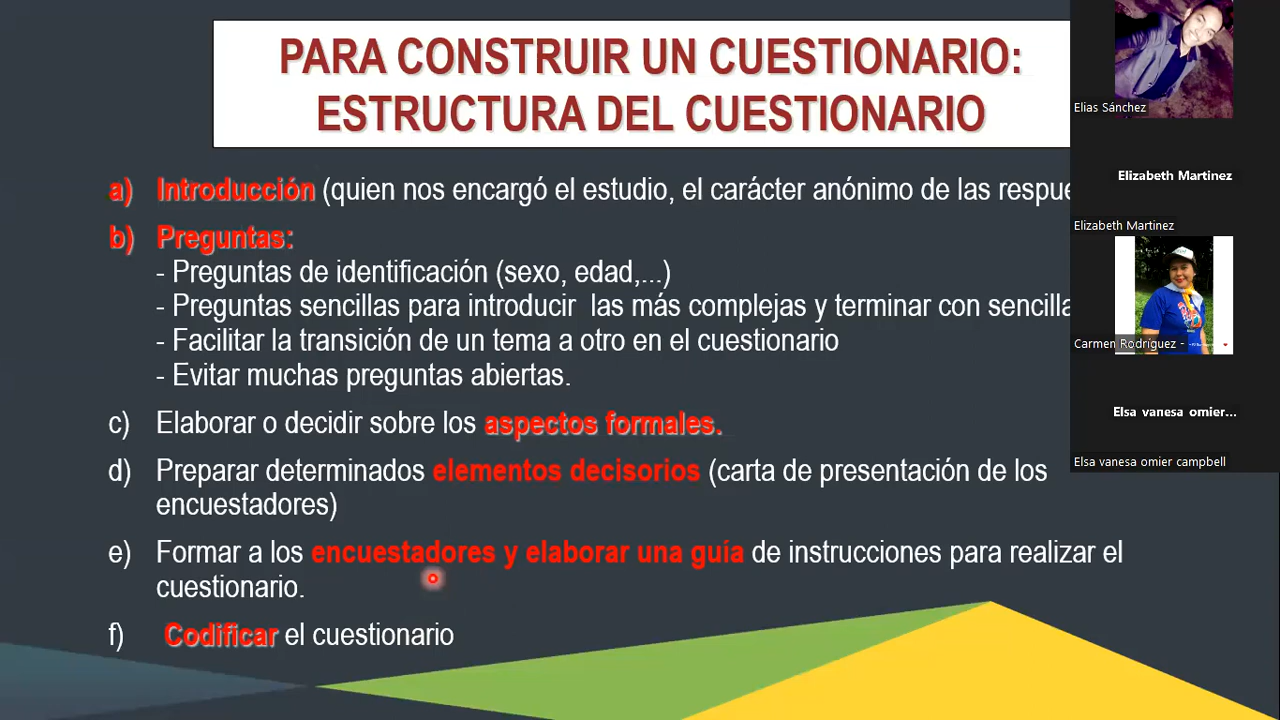 PARA CONSTRUIR UN CUESTIONARIO:
ESTRUCTURA DEL CUESTIONARIO
a) Introducción (quien nos encargó el estudio, el carácter anónimo de las respue
b) Preguntas:
- Preguntas de identificación (sexo, edad,...)
- Preguntas sencillas para introducir las más complejas y terminar con sencilla
- Facilitar la transición de un tema a otro en el cuestionario
- Evitar muchas preguntas abiertas.
c) Elaborar o decidir sobre los aspectos formales.
d) Preparar determinados elementos decisorios (carta de presentación de los
encuestadores)
e) Formar a los encuestadores y elaborar una guía de instrucciones para realizar el
cuestionario.
f) Codificar el cuestionario
Elias Sánchez
Elizabeth Martinez
Elizabeth Martinez
Carmen Rodríguez -
Elsa vanesa omier...
Elsa vanesa omier campbell